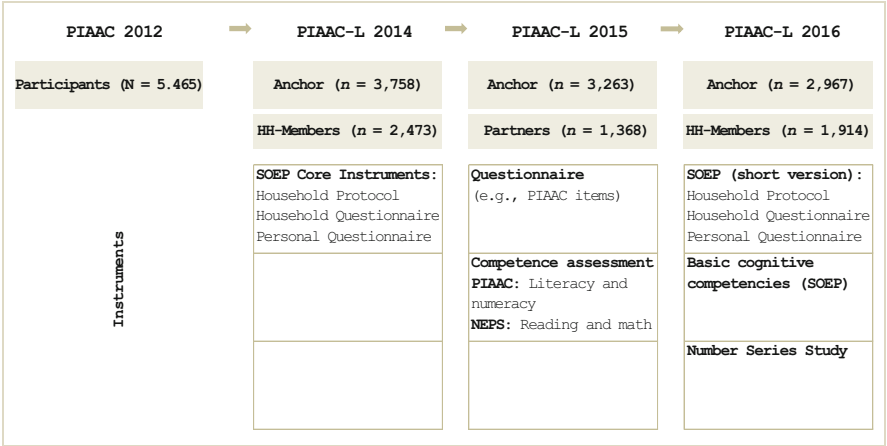 PIAAC 2012
PIAAC-L 2014
PIAAC-L 2015
PIAAC-L 2016
Participants (N = 5.465)
Anchor (n = 3,758)
Anchor (n = 3,263)
Anchor (n = 2,967)
HH-Members (n = 2,473)
Partners (n = 1,368)
HH-Members (n = 1,914)
Instruments
SOEP Core Instruments:
Household Protocol
Household Questionnaire
Personal Questionnaire
Questionnaire
(e.g., PIAAC items)
SOEP (short version):
Household Protocol
Household Questionnaire
Personal Questionnaire
Competence assessment
PIAAC: Literacy and
numeracy
NEPS: Reading and math
Basic cognitive
competencies (SOEP)
Number Series Study